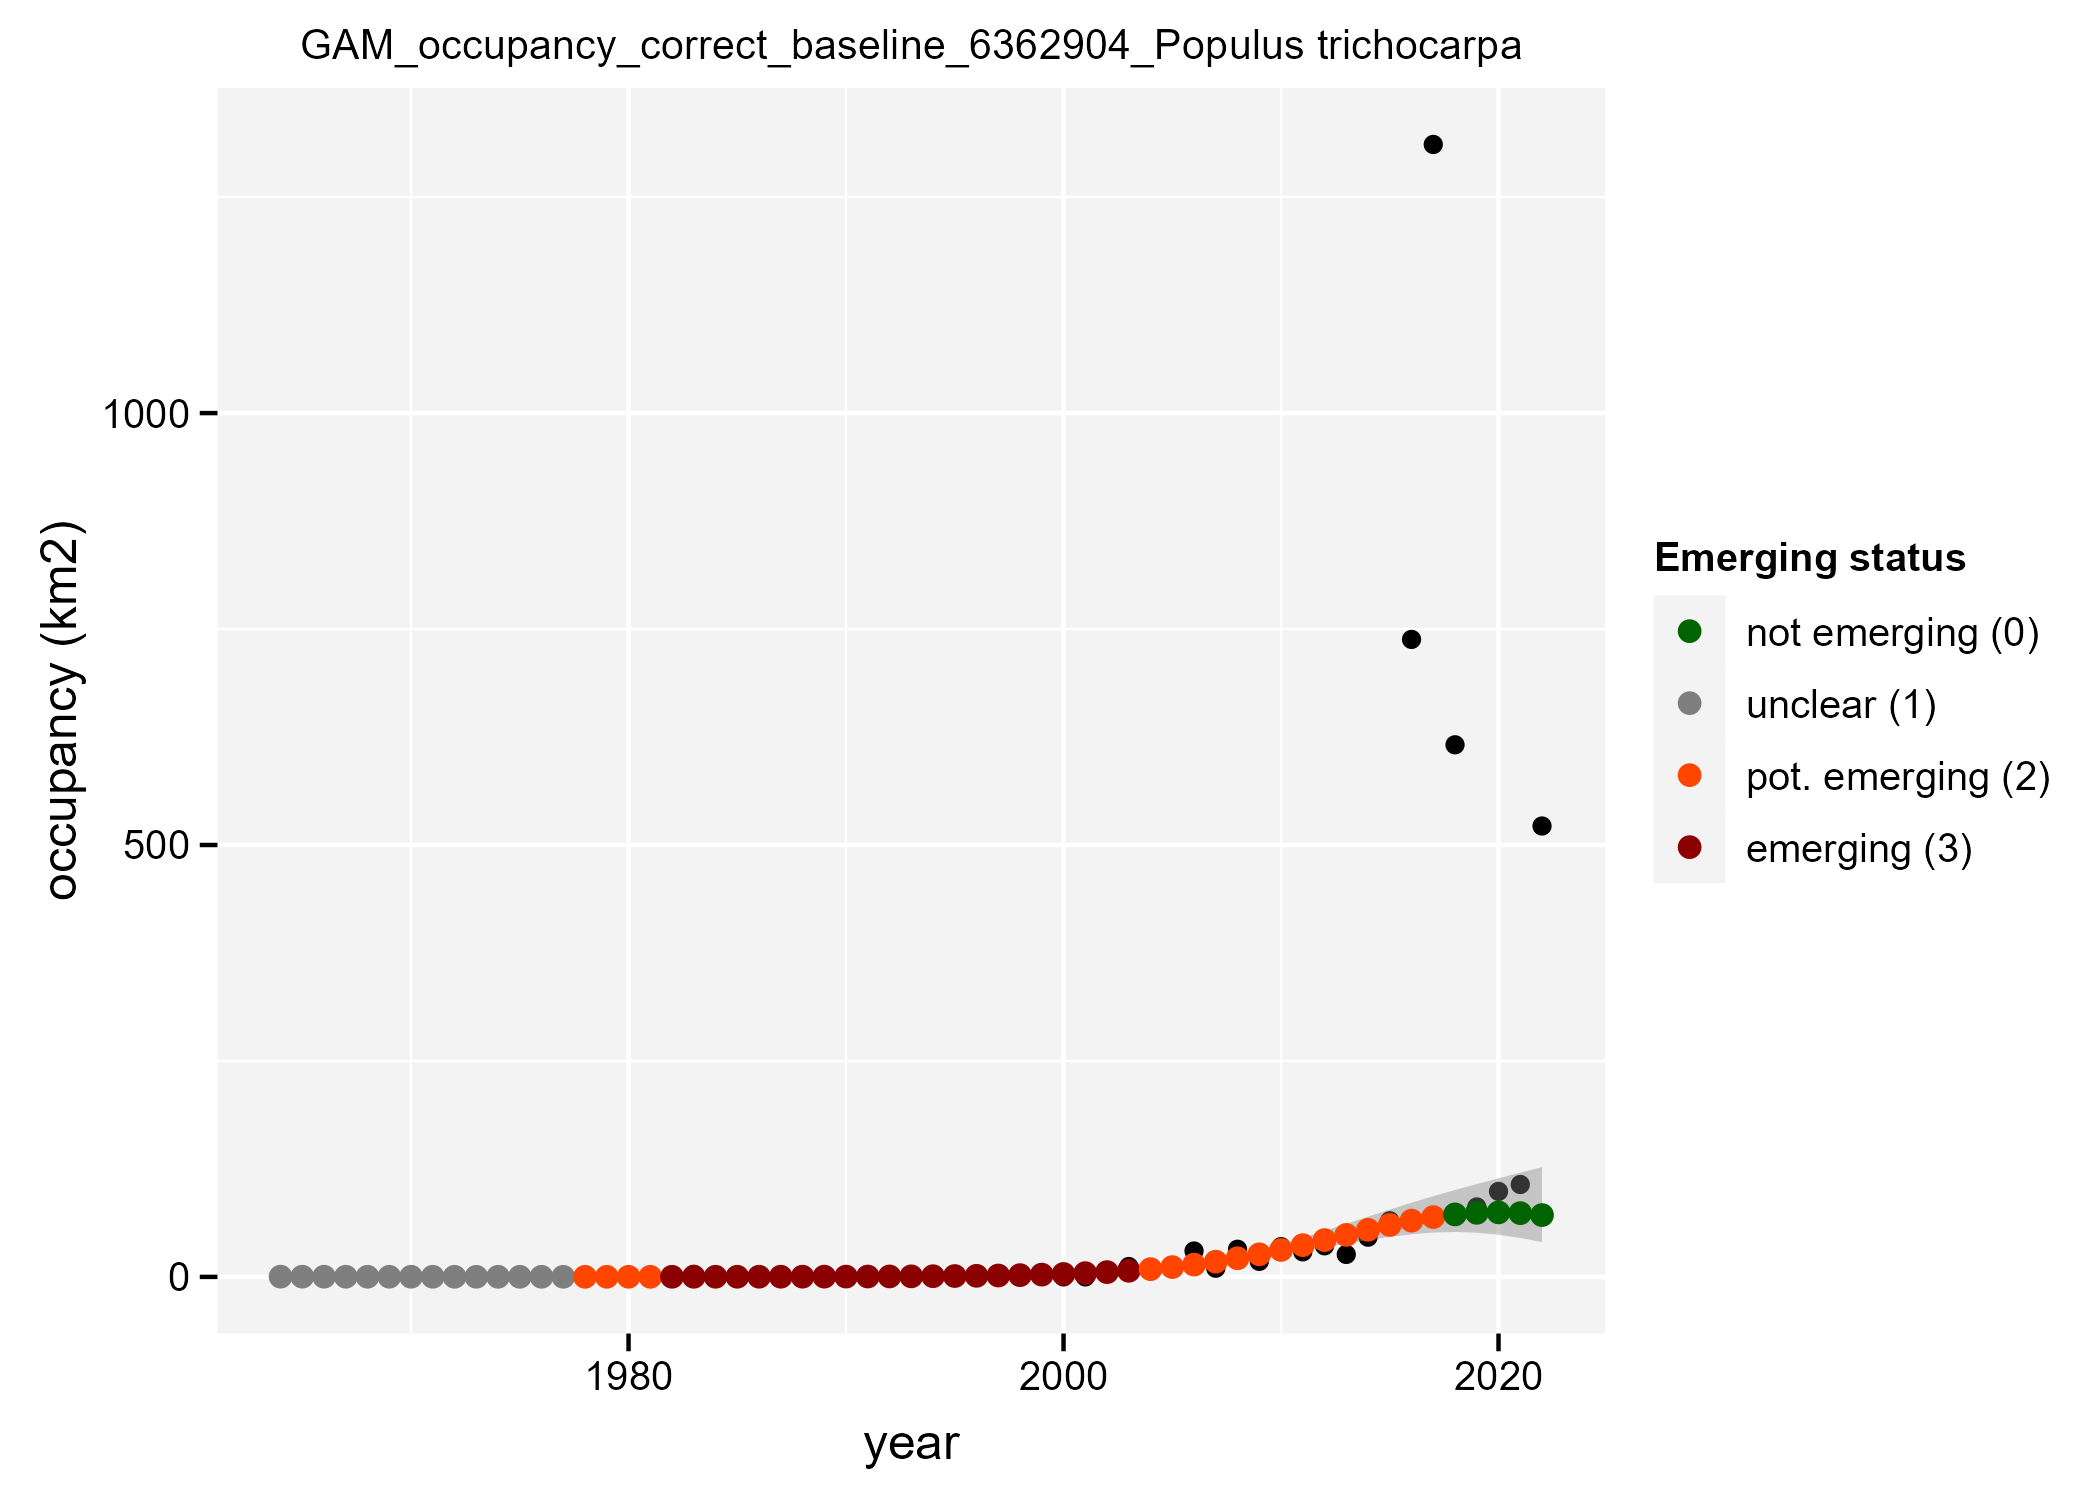 GAM_occupancy_correct_baseline_6362904_Populus trichocarpa
occupancy (km2)
1000
500
0
1980
2000
2020
year
Emerging status
not emerging (0)
unclear (1)
pot. emerging (2)
emerging (3)